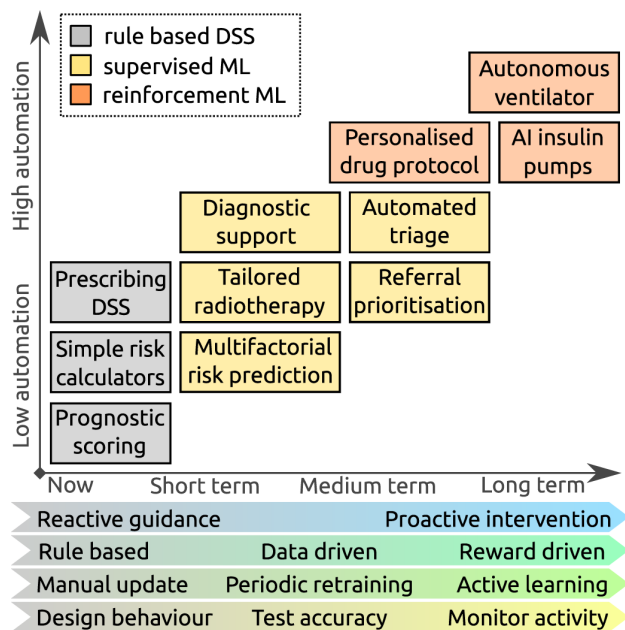 rule based DSS
supervised ML
reinforcement ML
High automation
Low automation
Autonomous
ventilator
Personalised
drug protocol
AI insulin
pumps
Diagnostic
support
Automated
triage
Prescribing
DSS
Tailored
radiotherapy
Referral
prioritisation
Simple risk
calculators
Multifactorial
risk prediction
Prognostic
scoring
Now Short term Medium term Long term
Reactive guidance Proactive intervention
Rule based Data driven Reward driven
Manual update Periodic retraining Active learning
Design behaviour Test accuracy Monitor activity